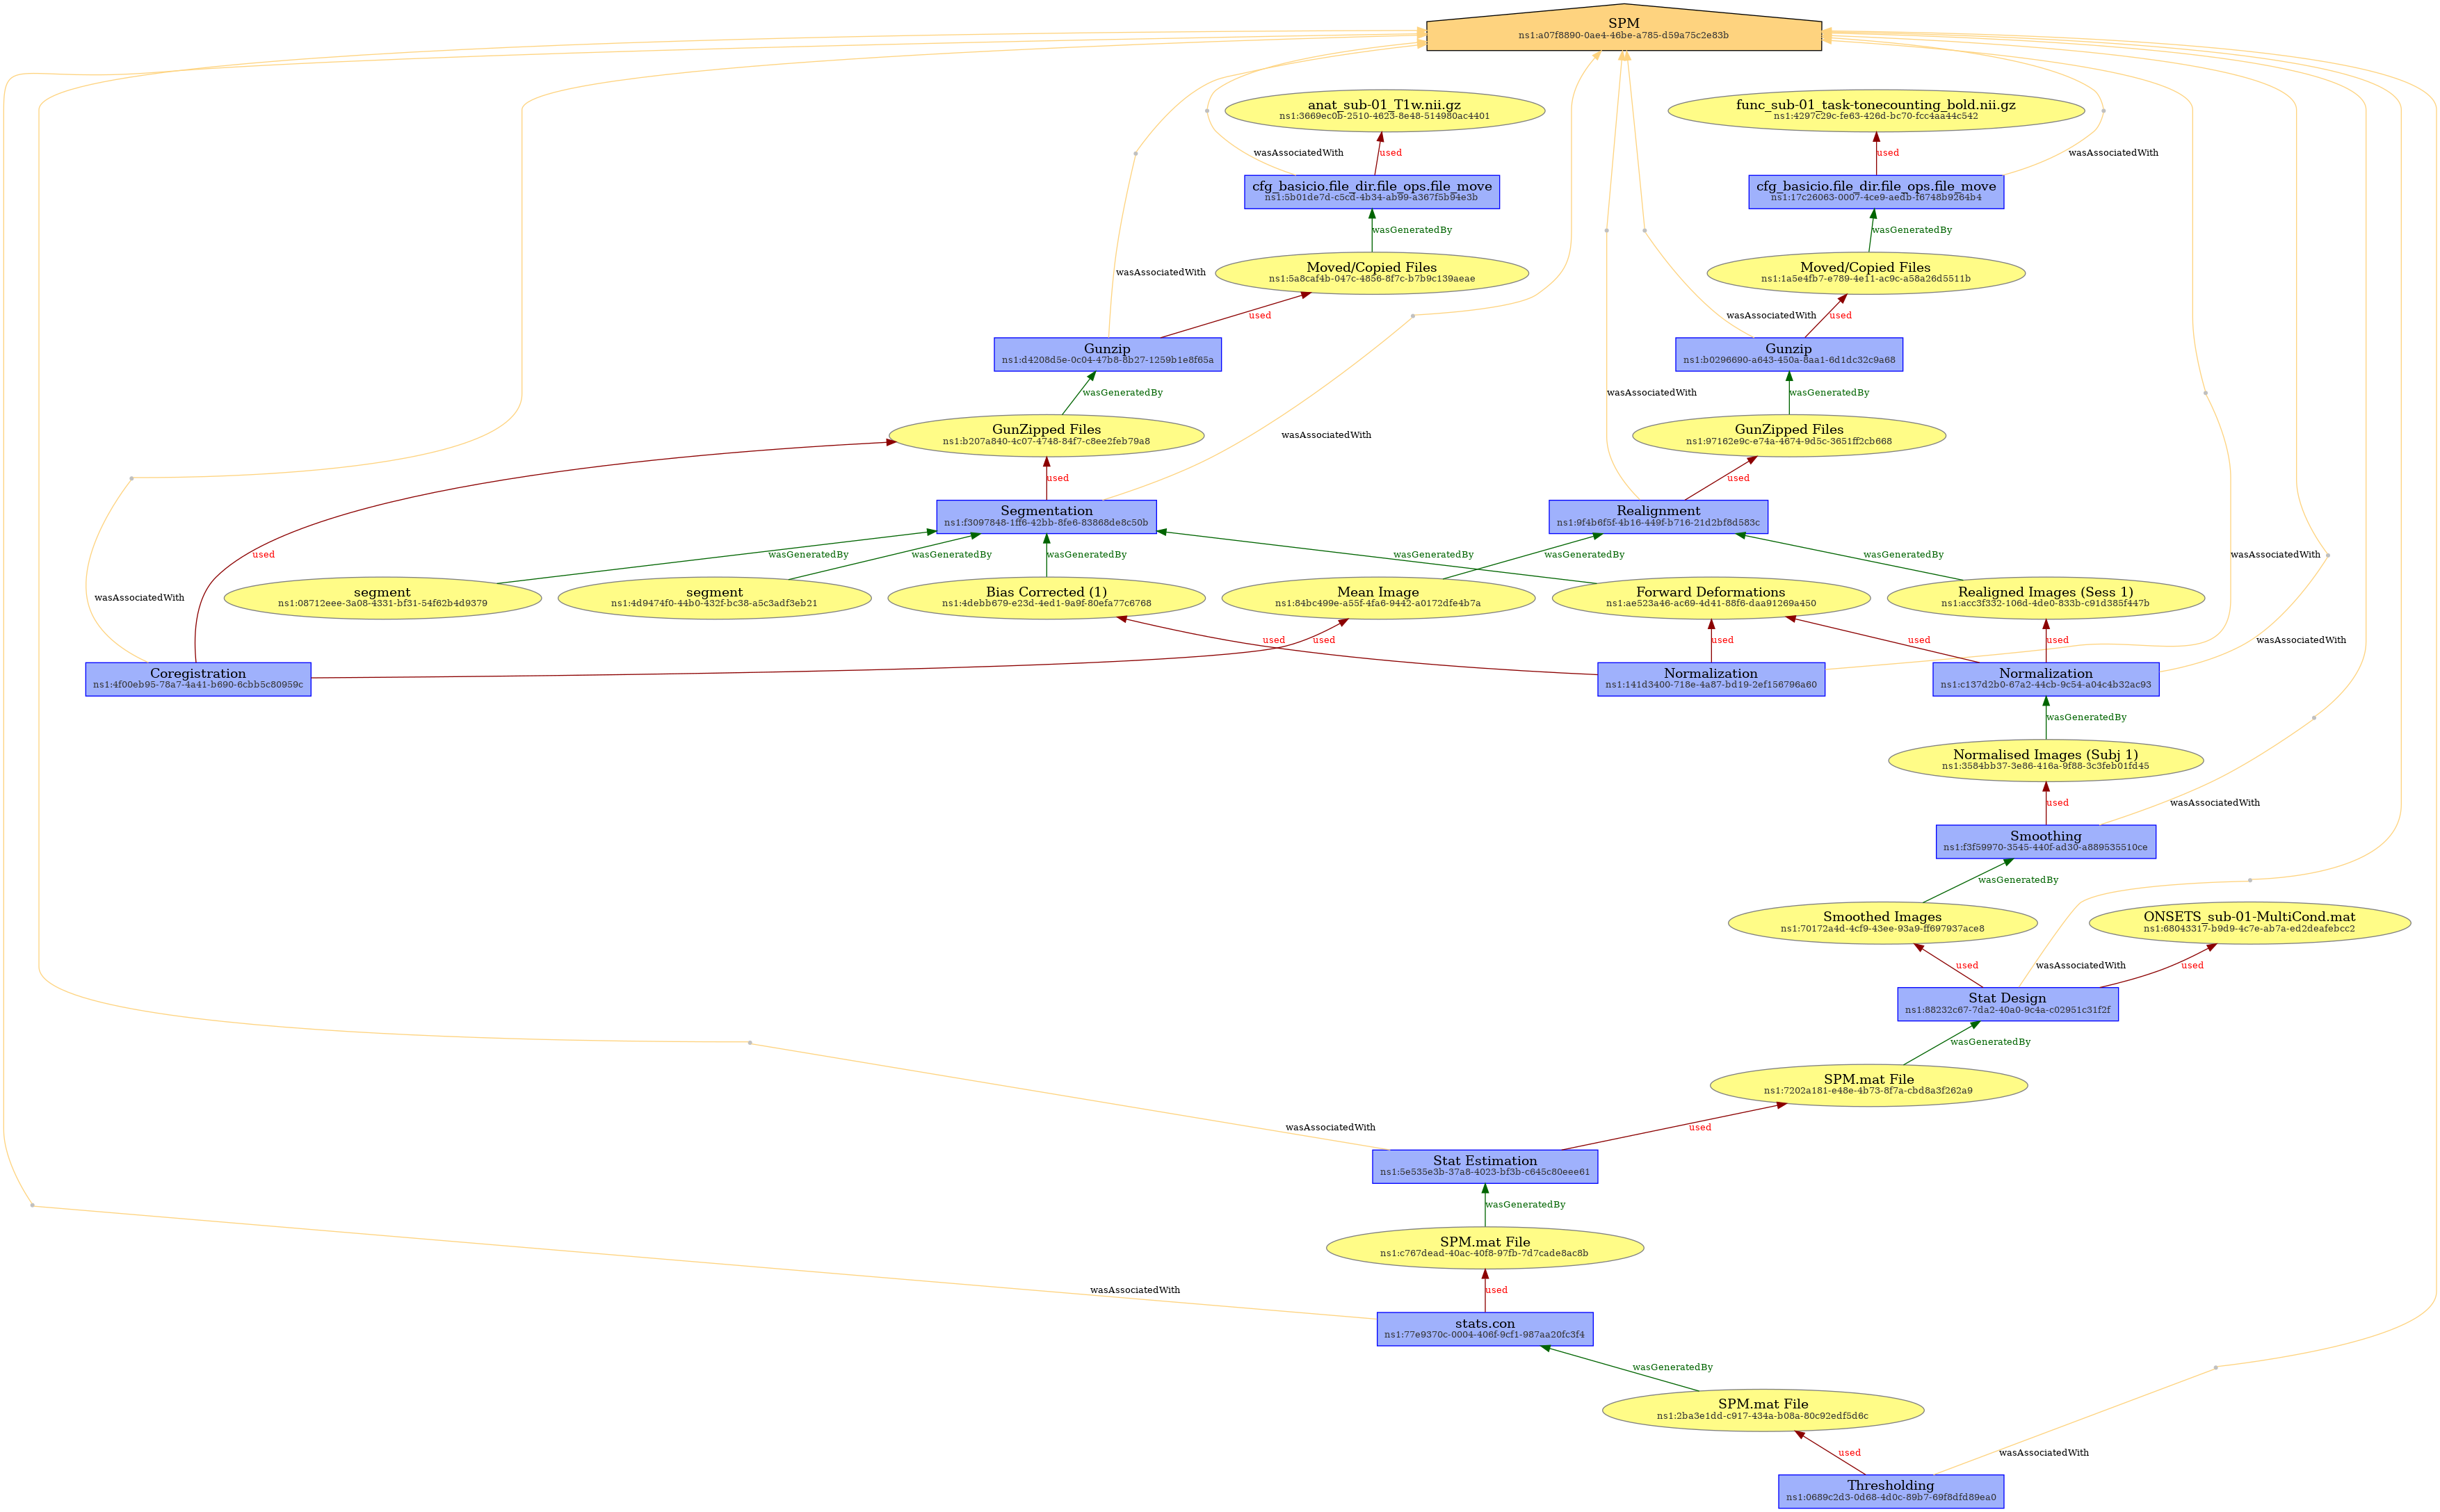 SPM
ns1:a07f8890-0ae4-46be-a785-d59a75c2e83b
anat_sub-01_T1w.nii.gz
ns1:3669ec0b-2510-4623-8e48-514980ac4401
func_sub-01_task-tonecounting_bold.nii.gz
ns1:4297c29c-fe63-426d-bc70-fcc4aa44c542
wasAssociatedWith
used
used
wasAssociatedWith
cfg_basicio.file_dir.file_ops.file_move
ns1:5b01de7d-c5cd-4b34-ab99-a367f5b94e3b
cfg_basicio.file_dir.file_ops.file_move
ns1:17c26063-0007-4ce9-aedb-f6748b9264b4
wasGeneratedBy
wasGeneratedBy
wasAssociatedWith
Moved/Copied Files
ns1:5a8caf4b-047c-4856-8f7c-b7b9c139aeae
Moved/Copied Files
ns1:1a5e4fb7-e789-4e11-ac9c-a58a26d5511b
used
wasAssociatedWith
used
Gunzip
ns1:d4208d5e-0c04-47b8-8b27-1259b1e8f65a
Gunzip
ns1:b0296690-a643-450a-8aa1-6d1dc32c9a68
wasGeneratedBy
wasAssociatedWith
wasGeneratedBy
GunZipped Files
ns1:b207a840-4c07-4748-84f7-c8ee2feb79a8
wasAssociatedWith
GunZipped Files
ns1:97162e9c-e74a-4674-9d5c-3651ff2cb668
used
used
Segmentation
ns1:f3097848-1ff6-42bb-8fe6-83868de8c50b
Realignment
ns1:9f4b6f5f-4b16-449f-b716-21d2bf8d583c
used
wasGeneratedBy
wasGeneratedBy
wasGeneratedBy
wasGeneratedBy
wasGeneratedBy
wasGeneratedBy
wasAssociatedWith
wasAssociatedWith
segment
ns1:08712eee-3a08-4331-bf31-54f62b4d9379
segment
ns1:4d9474f0-44b0-432f-bc38-a5c3adf3eb21
Bias Corrected (1)
ns1:4debb679-e23d-4ed1-9a9f-80efa77c6768
Mean Image
ns1:84bc499e-a55f-4fa6-9442-a0172dfe4b7a
Forward Deformations
ns1:ae523a46-ac69-4d41-88f6-daa91269a450
Realigned Images (Sess 1)
ns1:acc3f332-106d-4de0-833b-c91d385f447b
used
used
used
used
used
wasAssociatedWith
Coregistration
ns1:4f00eb95-78a7-4a41-b690-6cbb5c80959c
Normalization
ns1:141d3400-718e-4a87-bd19-2ef156796a60
Normalization
ns1:c137d2b0-67a2-44cb-9c54-a04c4b32ac93
wasGeneratedBy
Normalised Images (Subj 1)
ns1:3584bb37-3e86-416a-9f88-3c3feb01fd45
used
wasAssociatedWith
Smoothing
ns1:f3f59970-3545-440f-ad30-a889535510ce
wasGeneratedBy
Smoothed Images
ns1:70172a4d-4cf9-43ee-93a9-ff697937ace8
ONSETS_sub-01-MultiCond.mat
ns1:68043317-b9d9-4c7e-ab7a-ed2deafebcc2
used
wasAssociatedWith
used
Stat Design
ns1:88232c67-7da2-40a0-9c4a-c02951c31f2f
wasGeneratedBy
SPM.mat File
ns1:7202a181-e48e-4b73-8f7a-cbd8a3f262a9
wasAssociatedWith
used
Stat Estimation
ns1:5e535e3b-37a8-4023-bf3b-c645c80eee61
wasGeneratedBy
SPM.mat File
ns1:c767dead-40ac-40f8-97fb-7d7cade8ac8b
wasAssociatedWith
used
stats.con
ns1:77e9370c-0004-406f-9cf1-987aa20fc3f4
wasGeneratedBy
SPM.mat File
ns1:2ba3e1dd-c917-434a-b08a-80c92edf5d6c
used
wasAssociatedWith
Thresholding
ns1:0689c2d3-0d68-4d0c-89b7-69f8dfd89ea0